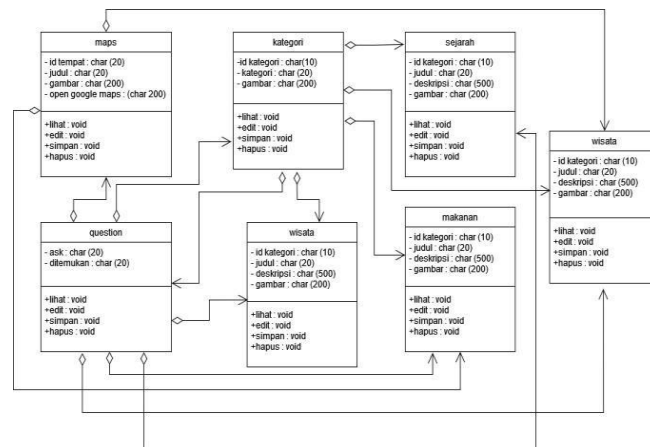 maps
- id tempat : char (20)
- judul : char (20)
- gambar : char (200)
- open google maps : (char 200)
+lihat : void
+edit : void
+simpan : void
+hapus : void
kategori
-id kategori : char(10)
- kategori : char (20)
- gambar : char (200)
+lihat : void
+edit : void
+simpan : void
+hapus : void
sejarah
- id kategori : char (10)
- judul : char (20)
- deskripsi : char (500)
- gambar : char (200)
+lihat : void
+edit : void
+simpan : void
+hapus : void
wisata
- id kategori : char (10)
- judul : char (20)
- deskripsi : char (500)
- gambar : char (200)
+lihat : void
+edit : void
+simpan : void
+hapus : void
question
- ask : char (20)
- ditemukan : char (20)
+lihat : void
+edit : void
+simpan : void
+hapus : void
wisata
- id kategori : char (10)
- judul : char (20)
- deskripsi : char (500)
- gambar : char (200)
+lihat : void
+edit : void
+simpan : void
+hapus : void
makanan
- id kategori : char (10)
- judul : char (20)
- deskripsi : char (500)
- gambar : char (200)
+lihat : void
+edit : void
+simpan : void
+hapus : void